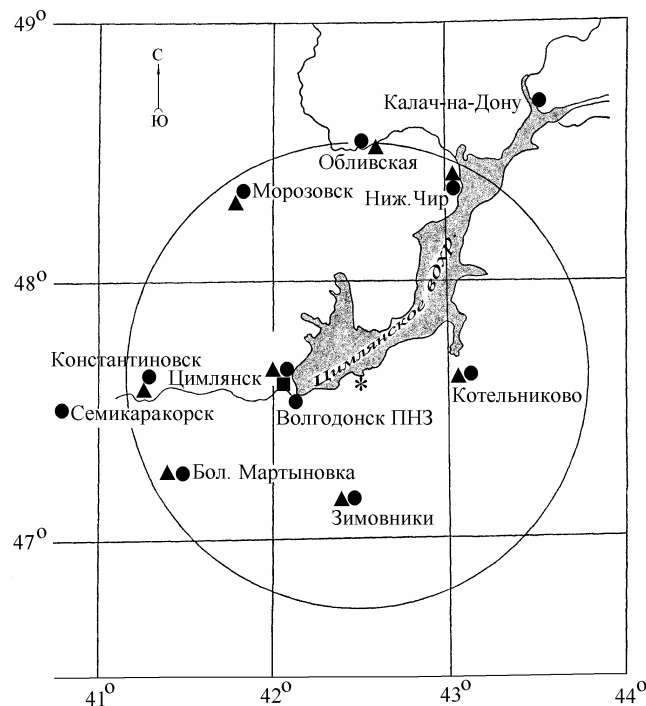 49°
С
Ю
Калач-на-Дону
Обливская
Морозовск
Ниж.Чир
48°
Цимлянское вдхр.
Константиновск
Цимлянск
Семикаракорск
Волгодонск ПНЗ
*
Котельниково
Бол. Мартыновка
Зимовники
47°
41°
42°
43°
44°